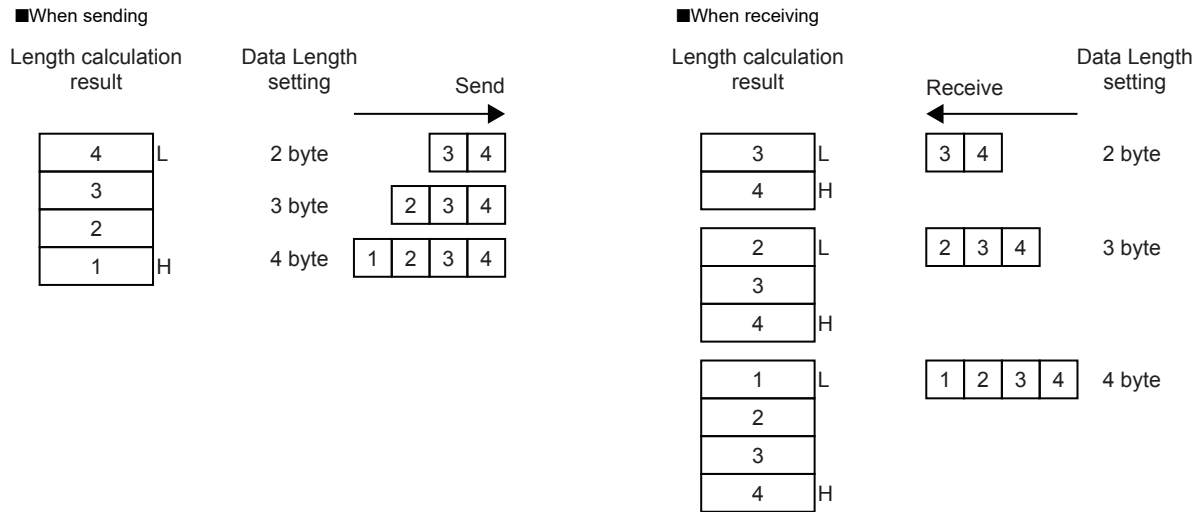 ■When sending
Length calculation
result
Data Length
setting
Send
4 L
3
2
1 H
2 byte
3 4
3 byte
2 3 4
4 byte
1 2 3 4
■When receiving
Length calculation
result
Receive
Data Length
setting
3 L
4 H
3 4
2 byte
2 L
3
4 H
2 3 4
3 byte
1 L
2
3
4 H
1 2 3 4
4 byte